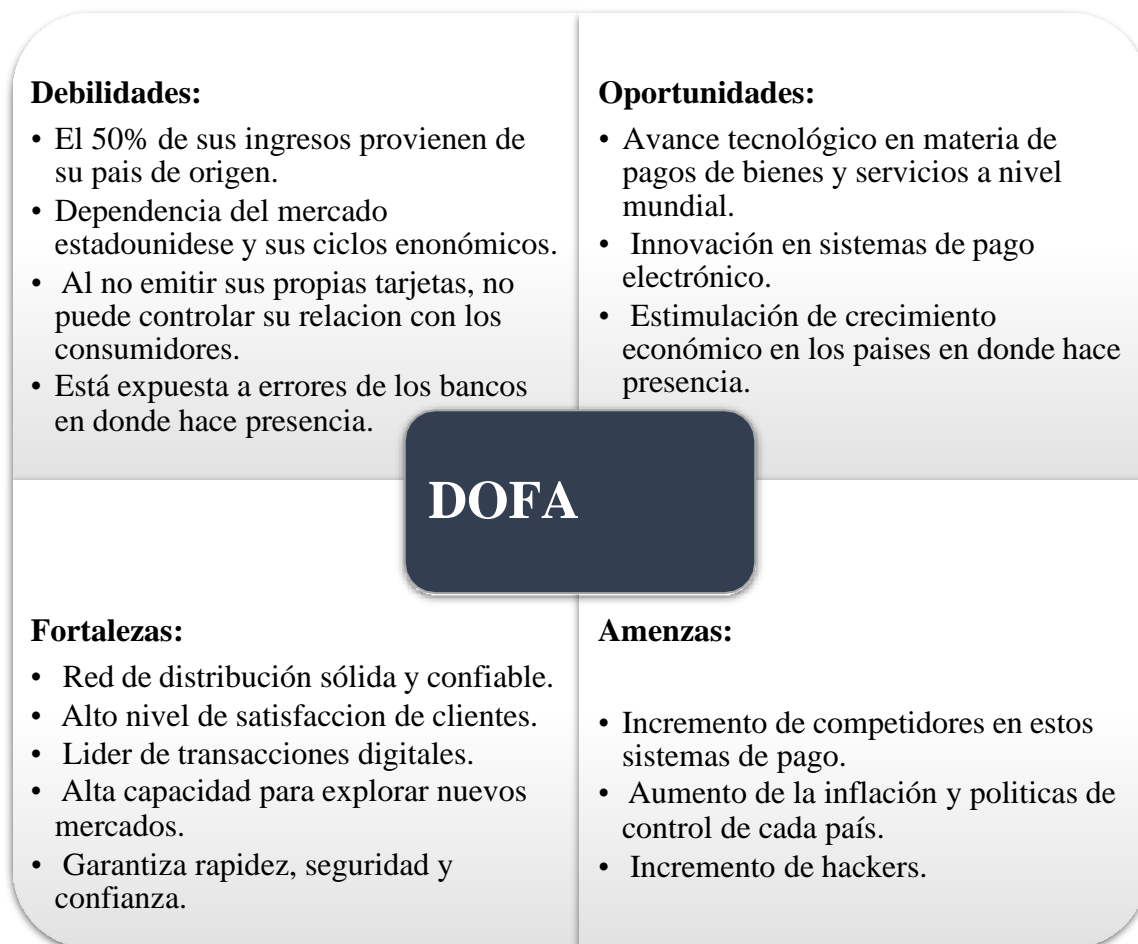 Debilidades:
• El 50% de sus ingresos provienen de
su pais de origen.
• Dependencia del mercado
estadounidese y sus ciclos enonómicos.
• Al no emitir sus propias tarjetas, no
puede controlar su relacion con los
consumidores.
• Está expuesta a errores de los bancos
en donde hace presencia.
Oportunidades:
• Avance tecnológico en materia de
pagos de bienes y servicios a nivel
mundial.
• Innovación en sistemas de pago
electrónico.
• Estimulación de crecimiento
económico en los paises en donde hace
presencia.
DOFA
Fortalezas:
• Red de distribución sólida y confiable.
• Alto nivel de satisfaccion de clientes.
• Lider de transacciones digitales.
• Alta capacidad para explorar nuevos
mercados.
• Garantiza rapidez, seguridad y
confianza.
Amenzas:
• Incremento de competidores en estos
sistemas de pago.
• Aumento de la inflación y politicas de
control de cada país.
• Incremento de hackers.